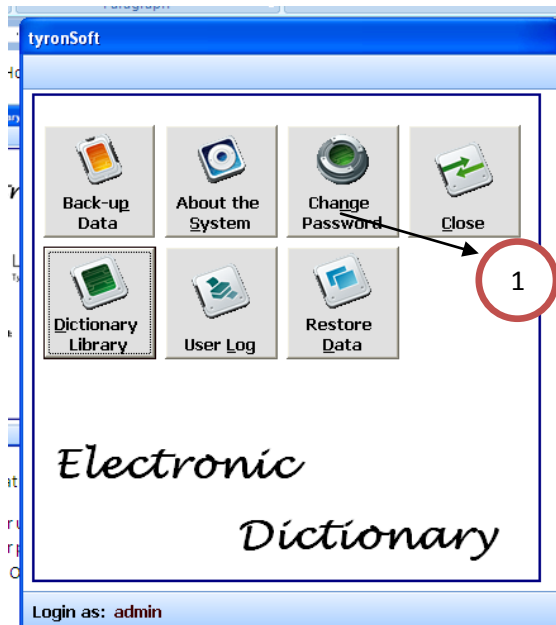 Paragraph
tyronSoft
Back-up
Data
About the
System
Change
Password
Close
1
Dictionary
Library
User Log
Restore
Data
Electronic
Dictionary
Login as: admin